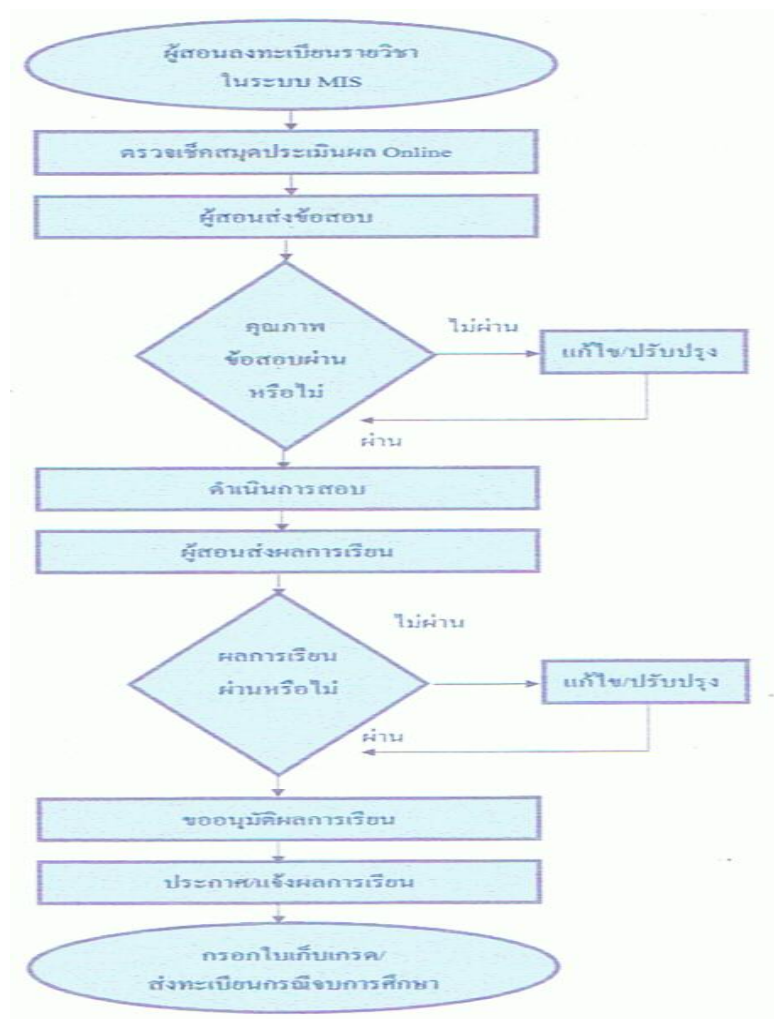 ผู้สอนลงทะเบียนรายวิชา
ในระบบ MIS
ตรวจเช็คสมุดประเมินผล Online
ผู้สอนส่งข้อสอบ
คุณภาพ
ข้อสอบผ่าน
หรือไม่
ไม่ผ่าน
แก้ไข/ปรับปรุง
ผ่าน
ดำเนินการสอบ
ผู้สอนส่งผลการเรียน
ผลการเรียน
ผ่านหรือไม่
ไม่ผ่าน
แก้ไข/ปรับปรุง
ผ่าน
ขออนุมัติผลการเรียน
ประกาศ/แจ้งผลการเรียน
กรอกใบเก็บเกรด/
ส่งทะเบียนกรณีจบการศึกษา